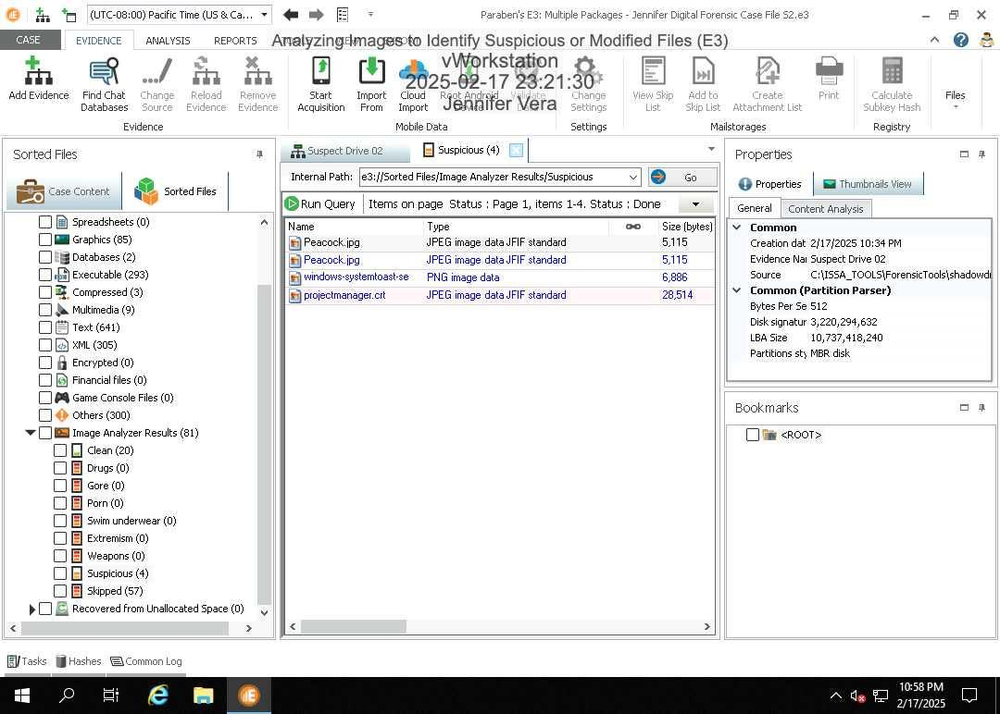 (UTC-08:00) Pacific Time (US & Ca...
Paraben's E3: Multiple Packages - Jennifer Digital Forensic Case File S2.e3
CASE
EVIDENCE
ANALYSIS
REPORTS
Analyzing Images to Identify Suspicious or Modified Files (E3)
vWorkstation
2025-02-17 23:21:30
Jennifer Vera
Add Evidence
Find Chat Databases
Change Source
Reload Evidence
Remove Evidence
Evidence
Start Acquisition
Import From
Cloud Import
Root Android
Validate
Mobile Data
Change Settings
Settings
View Skip List
Add to Skip List
Create Attachment List
Print
Mailstorages
Calculate Subkey Hash
Registry
Files
Sorted Files
Case Content
Sorted Files
Spreadsheets (0)
Graphics (85)
Databases (2)
Executable (293)
Compressed (3)
Multimedia (9)
Text (641)
XML (305)
Encrypted (0)
Financial files (0)
Game Console Files (0)
Others (300)
Image Analyzer Results (81)
Clean (20)
Drugs (0)
Gore (0)
Porn (0)
Swim underwear (0)
Extremism (0)
Weapons (0)
Suspicious (4)
Skipped (57)
Recovered from Unallocated Space (0)
Suspect Drive 02
Suspicious (4)
Internal Path: e3://Sorted Files/Image Analyzer Results/Suspicious Go
Run Query Items on page Status : Page 1, items 1-4. Status : Done
Name Type Size (bytes)
Peacock.jpg JPEG image data JFIF standard 5,115
Peacock.jpg JPEG image data JFIF standard 5,115
windows-systemtoast-se PNG image data 6,886
projectmanager.crt JPEG image data JFIF standard 28,514
Properties
Properties
Thumbnails View
General
Content Analysis
Common
Creation dat 2/17/2025 10:34 PM
Evidence Nar Suspect Drive 02
Source C:\ISSA_TOOLS\ForensicTools\shadowdr
Common (Partition Parser)
Bytes Per Se 512
Disk signatur 3,220,294,632
LBA Size 10,737,418,240
Partitions sty MBR disk
Bookmarks
<ROOT>
Tasks
Hashes
Common Log
10:58 PM
2/17/2025